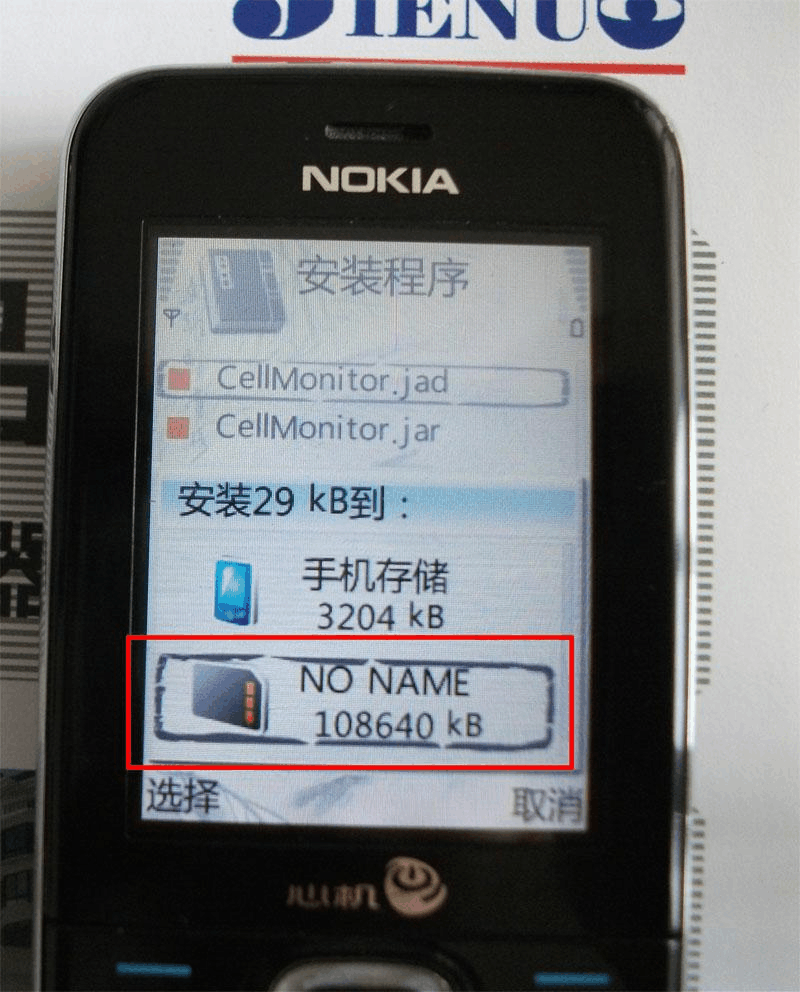 JIENUO
NOKIA
安装程序
CellMonitor.jad
CellMonitor.jar
安装29 kB到：
手机存储
3204 kB
NO NAME
108640 kB
选择
取消
心机